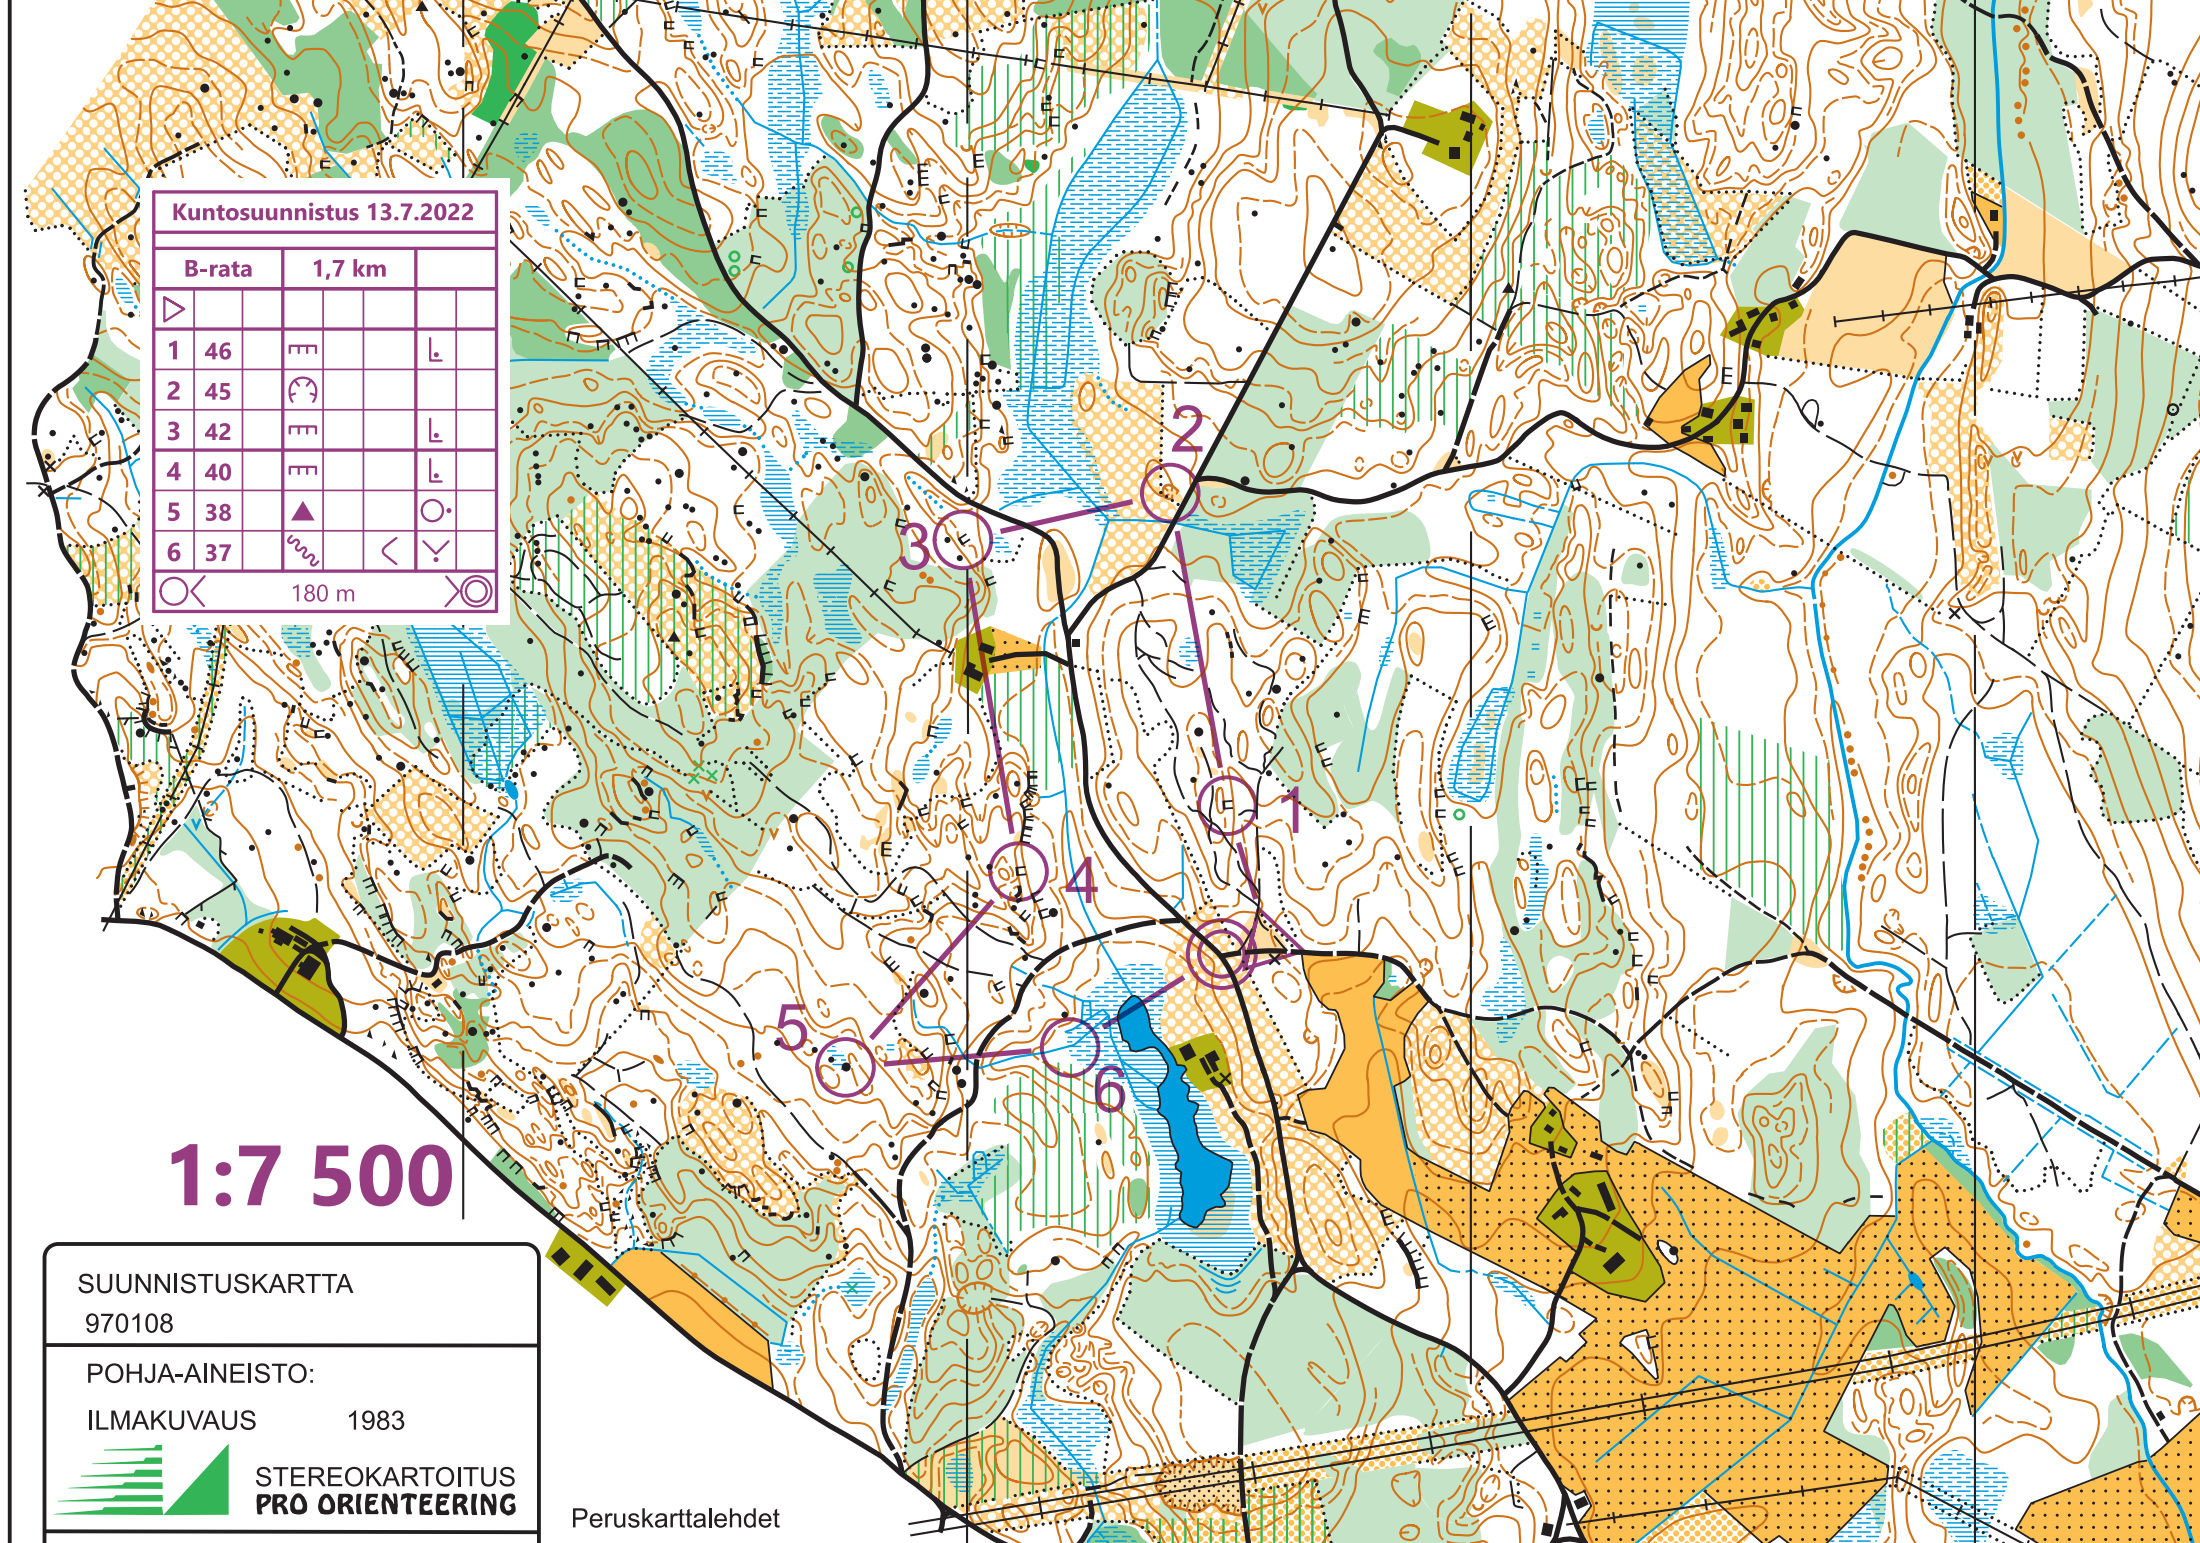 Kuntosuunnistus 13.7.2022
B-rata 1,7 km
1 46
2 45
3 42
4 40
5 38
6 37
180 m
2
3
1
4
5
6
1:7 500
SUUNNISTUSKARTTA
970108
POHJA-AINEISTO:
ILMAKUVAUS 1983
STEREOKARTOITUS
PRO ORIENTEERING
Peruskarttalehdet